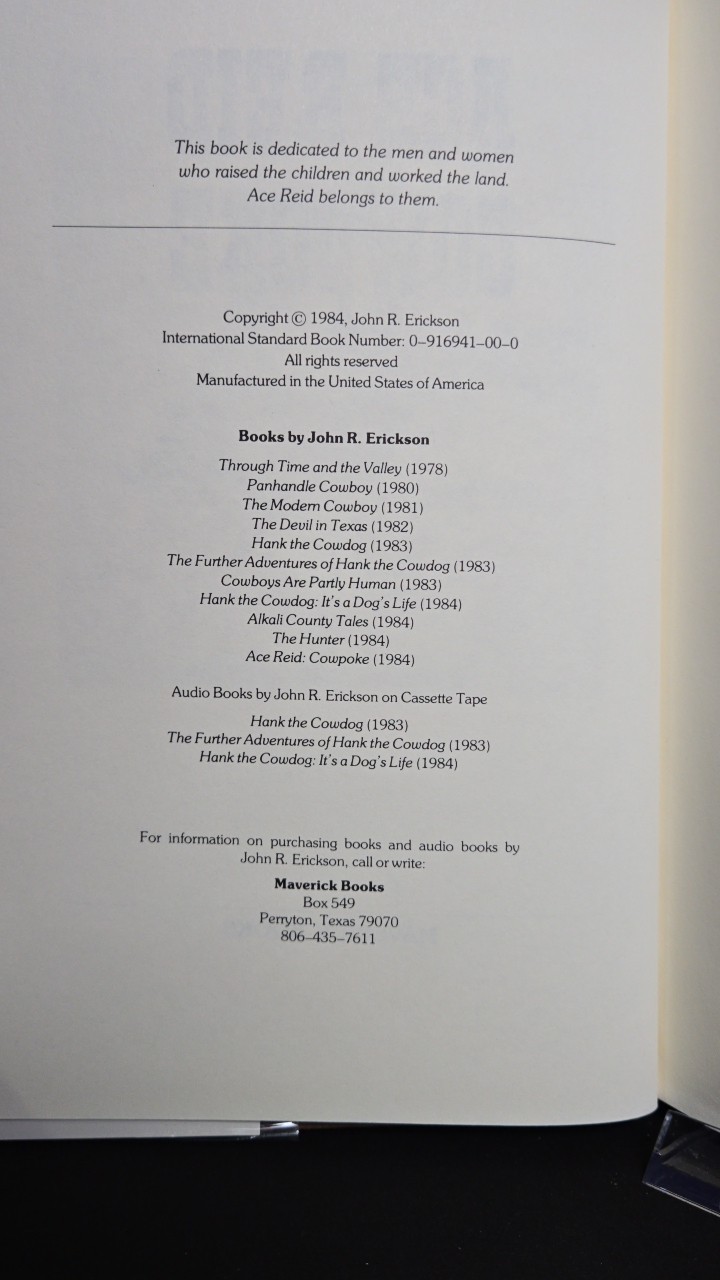 This book is dedicated to the men and women
who raised the children and worked the land.
Ace Reid belongs to them.
Copyright © 1984, John R. Erickson
International Standard Book Number: 0–916941–00–0
All rights reserved
Manufactured in the United States of America
Books by John R. Erickson
Through Time and the Valley (1978)
Panhandle Cowboy (1980)
The Modern Cowboy (1981)
The Devil in Texas (1982)
Hank the Cowdog (1983)
The Further Adventures of Hank the Cowdog (1983)
Cowboys Are Partly Human (1983)
Hank the Cowdog: It's a Dog's Life (1984)
Alkali County Tales (1984)
The Hunter (1984)
Ace Reid: Cowpoke (1984)
Audio Books by John R. Erickson on Cassette Tape
Hank the Cowdog (1983)
The Further Adventures of Hank the Cowdog (1983)
Hank the Cowdog: It's a Dog's Life (1984)
For information on purchasing books and audio books by
John R. Erickson, call or write:
Maverick Books
Box 549
Perryton, Texas 79070
806–435–7611